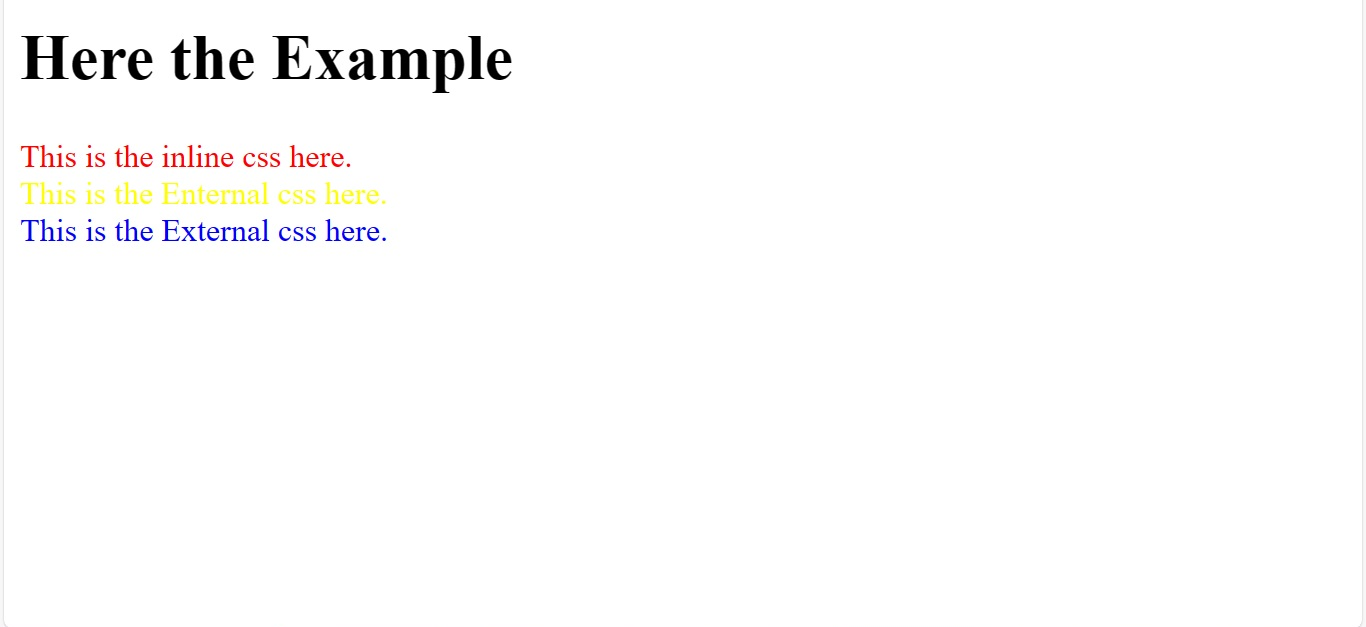 Here the Example
This is the inline css here.
This is the Enternal css here.
This is the External css here.